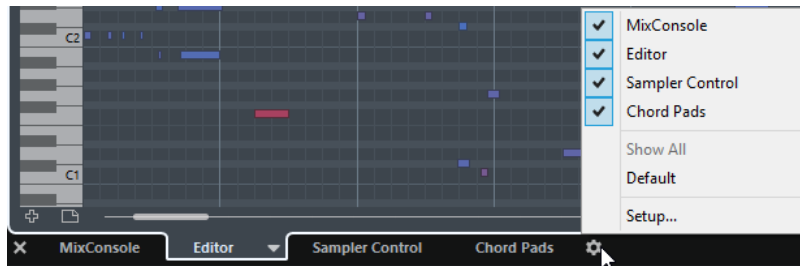 C2
C1
MixConsole
Editor
Sampler Control
Chord Pads
Show All
Default
Setup...
MixConsole Editor Sampler Control Chord Pads